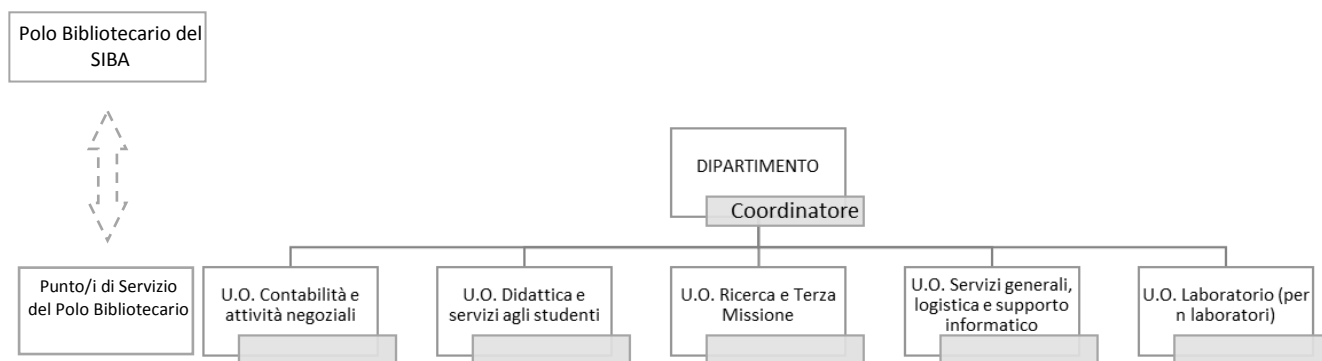 Polo Bibliotecario del
SIBA
DIPARTIMENTO
Coordinatore
Punto/i di Servizio
del Polo Bibliotecario
U.O. Contabilità e
attività negoziali
U.O. Didattica e
servizi agli studenti
U.O. Ricerca e Terza
Missione
U.O. Servizi generali,
logistica e supporto
informatico
U.O. Laboratorio (per
n laboratori)